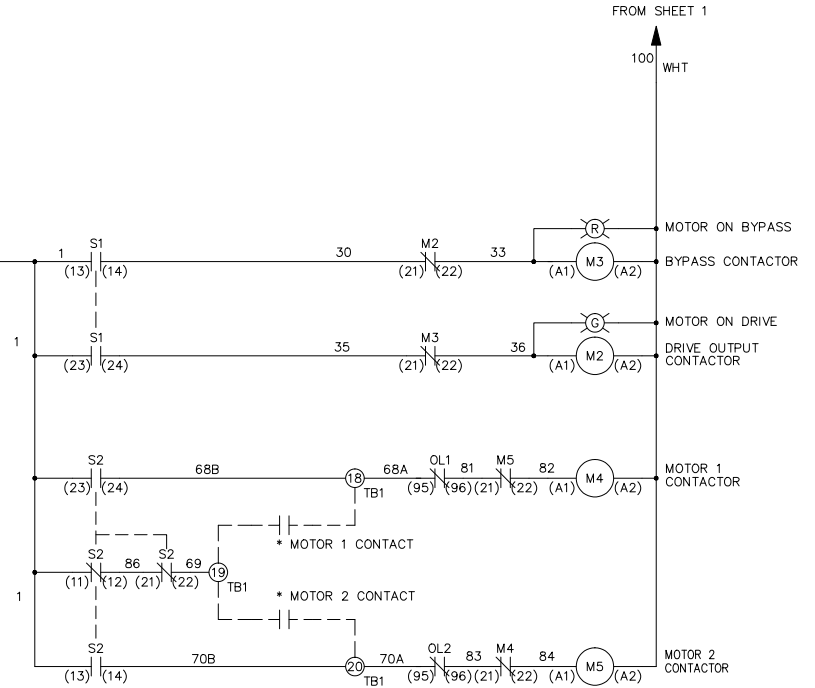 FROM SHEET 1
100
WHT
R
MOTOR ON BYPASS
1
S1
30
M2
33
M3
BYPASS CONTACTOR
(13) (14)
(21) (22)
(A1) (A2)
G
MOTOR ON DRIVE
1
S1
35
M3
36
M2
DRIVE OUTPUT
CONTACTOR
(23) (24)
(21) (22)
(A1) (A2)
S2
68B
18
68A
OL1
81
M5
82
M4
MOTOR 1
CONTACTOR
(23) (24)
TB1
(95) (96) (21) (22)
(A1) (A2)
* MOTOR 1 CONTACT
S2
86
S2
69
19
(11) (12) (21) (22)
TB1
1
* MOTOR 2 CONTACT
S2
70B
20
70A
OL2
83
M4
84
M5
MOTOR 2
CONTACTOR
(13) (14)
TB1
(95) (96) (21) (22)
(A1) (A2)